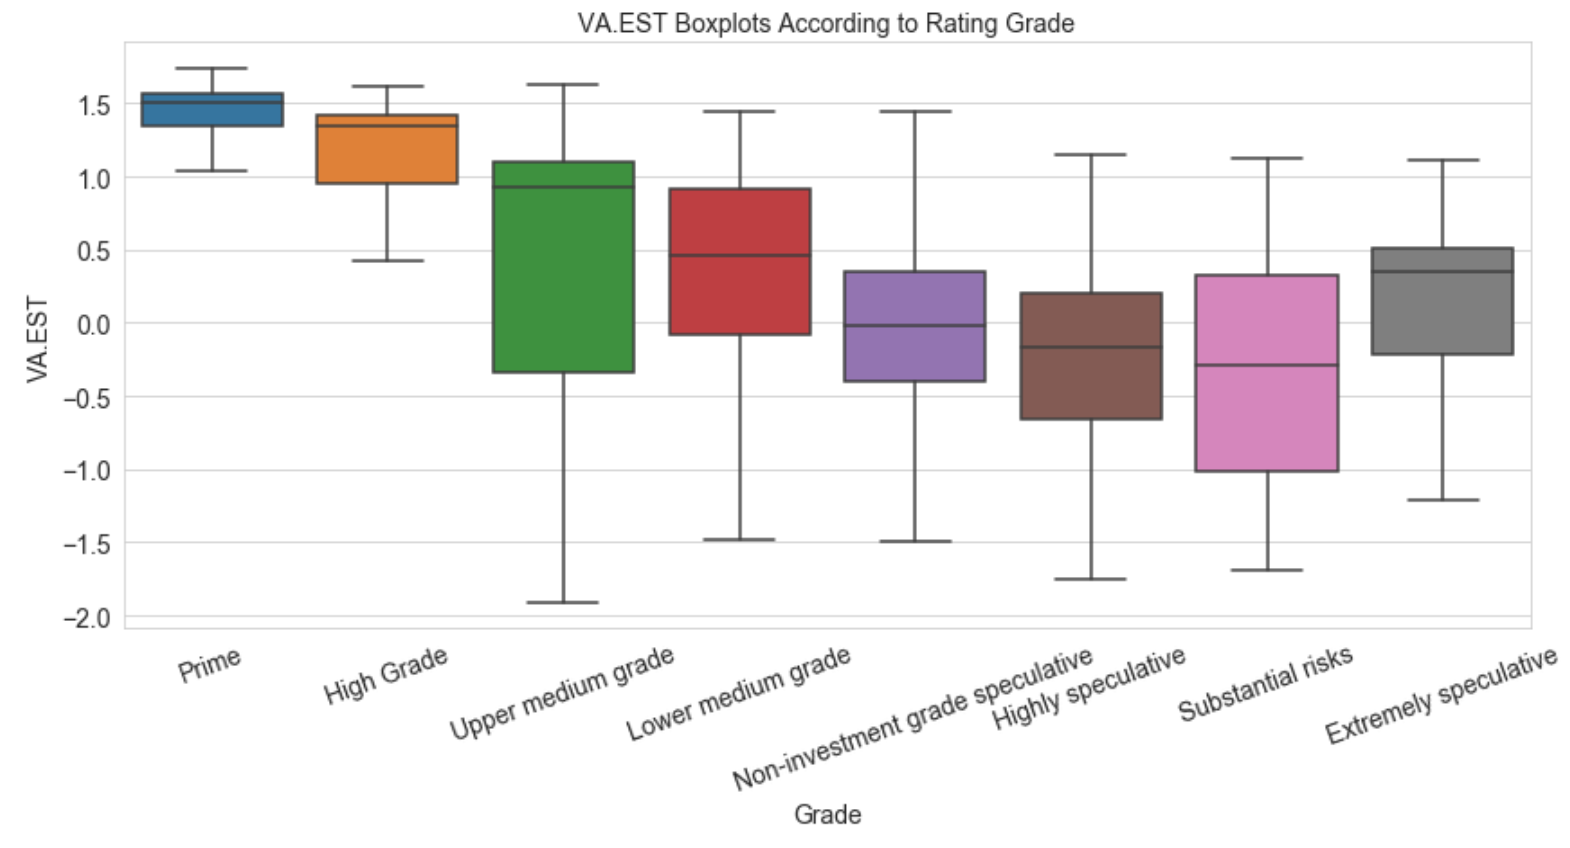 VA.EST Boxplots According to Rating Grade
1.5
1.0
0.5
0.0
−0.5
−1.0
−1.5
−2.0
VA.EST
Prime
High Grade
Upper medium grade
Lower medium grade
Non-investment grade speculative
Highly speculative
Substantial risks
Extremely speculative
Grade